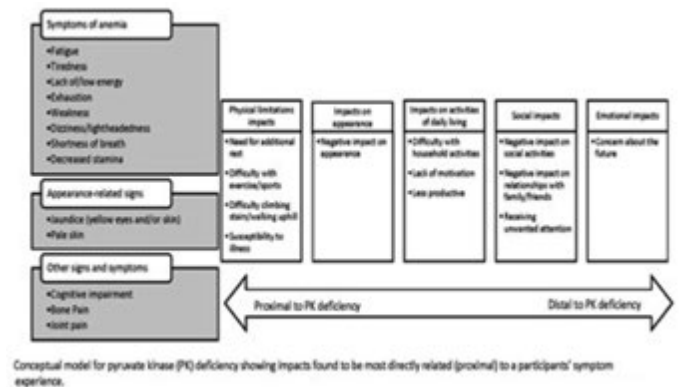 Symptoms of anemia
•Fatigue
•Tiredness
•Lack of/low energy
•Exhaustion
•Weakness
•Dizziness/lightheadedness
•Shortness of breath
•Decreased stamina
Appearance-related signs
•Jaundice (yellow eyes and/or skin)
•Pale skin
Other signs and symptoms
•Cognitive impairment
•Bone Pain
•Joint pain
Physical limitations
impacts
•Need for additional
rest
•Difficulty with
exercise/sports
•Difficulty climbing
stairs/walking uphill
•Susceptibility to
illness
Impacts on
appearance
•Negative impact on
appearance
Impacts on activities
of daily living
•Difficulty with
household activities
•Lack of motivation
•Less productive
Social impacts
•Negative impact on
social activities
•Negative impact on
relationships with
family/friends
•Receiving
unwanted attention
Emotional impacts
•Concern about the
future
Proximal to PK deficiency
Distal to PK deficiency
Conceptual model for pyruvate kinase (PK) deficiency showing impacts found to be most directly related (proximal) to a participants' symptom
experience.